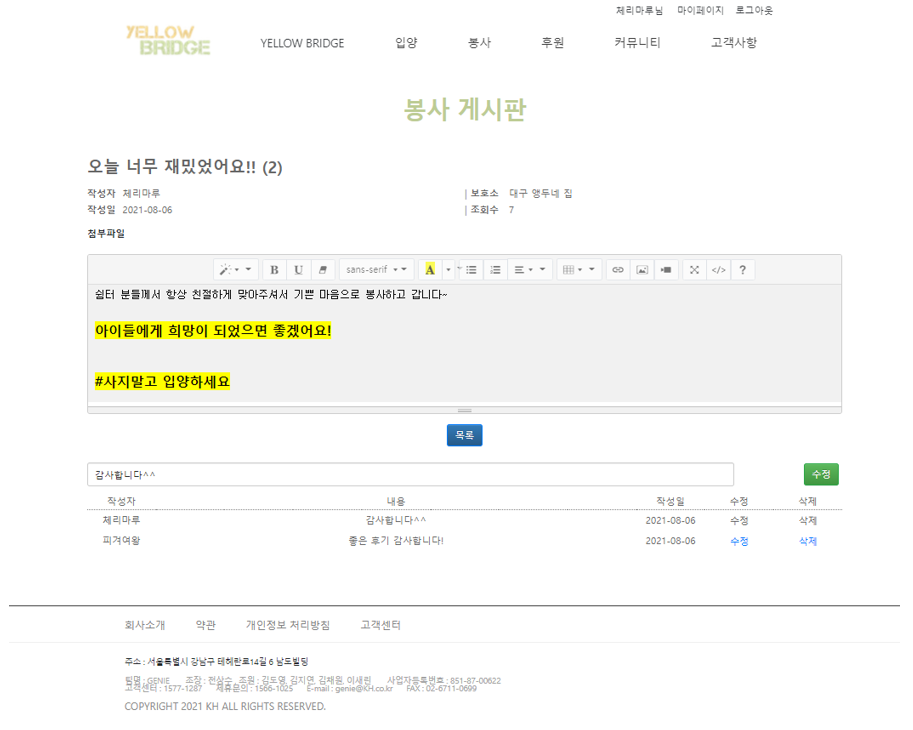 체리마루님 마이페이지 로그아웃
YELLOW BRIDGE
YELLOW BRIDGE 입양 봉사 후원 커뮤니티 고객사항
봉사 게시판
오늘 너무 재밌었어요!! (2)
작성자 체리마루 | 보호소 대구 앵두네 집
작성일 2021-08-06 | 조회수 7
첨부파일
B U sans-serif A </> ?
쉼터 분들께서 항상 친절하게 맞아주셔서 기쁜 마음으로 봉사하고 갑니다~
아이들에게 희망이 되었으면 좋겠어요!
#사지말고 입양하세요
목록
감사합니다^^ 수정
작성자 내용 작성일 수정 삭제
체리마루 감사합니다^^ 2021-08-06 수정 삭제
피겨여왕 좋은 후기 감사합니다! 2021-08-06 수정 삭제
회사소개 약관 개인정보 처리방침 고객센터
주소 : 서울특별시 강남구 테헤란로14길 6 남도빌딩
팀명 : GENIE 조장 : 전상수 , 조원 : 김도영, 김지연, 김채원, 이새린 사업자등록번호 : 851-87-00622
고객센터 : 1577-1287 제휴문의 : 1566-1025 E-mail : genie@KH.co.kr FAX : 02-6711-0699
COPYRIGHT 2021 KH ALL RIGHTS RESERVED.